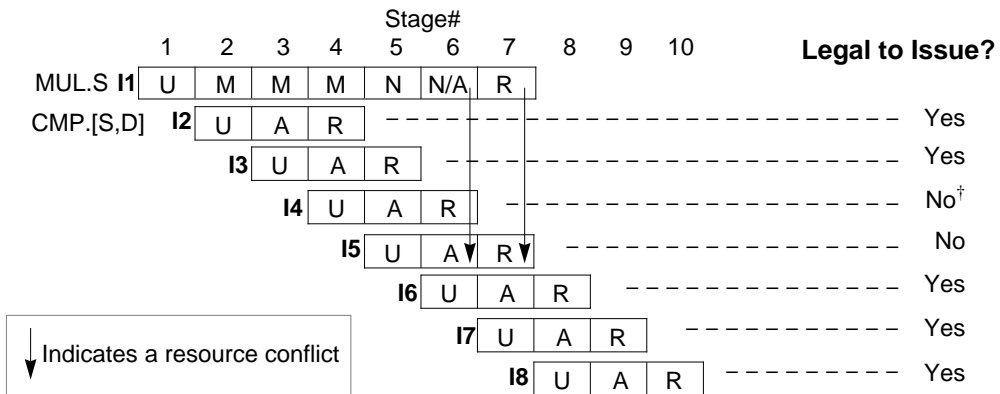 Stage#
1 2 3 4 5 6 7 8 9 10 Legal to Issue?
MUL.S I1 U M M M N N/A R
CMP.[S,D] I2 U A R Yes
I3 U A R Yes
I4 U A R No†
I5 U A R No
I6 U A R Yes
I7 U A R Yes
Indicates a resource conflict
I8 U A R Yes